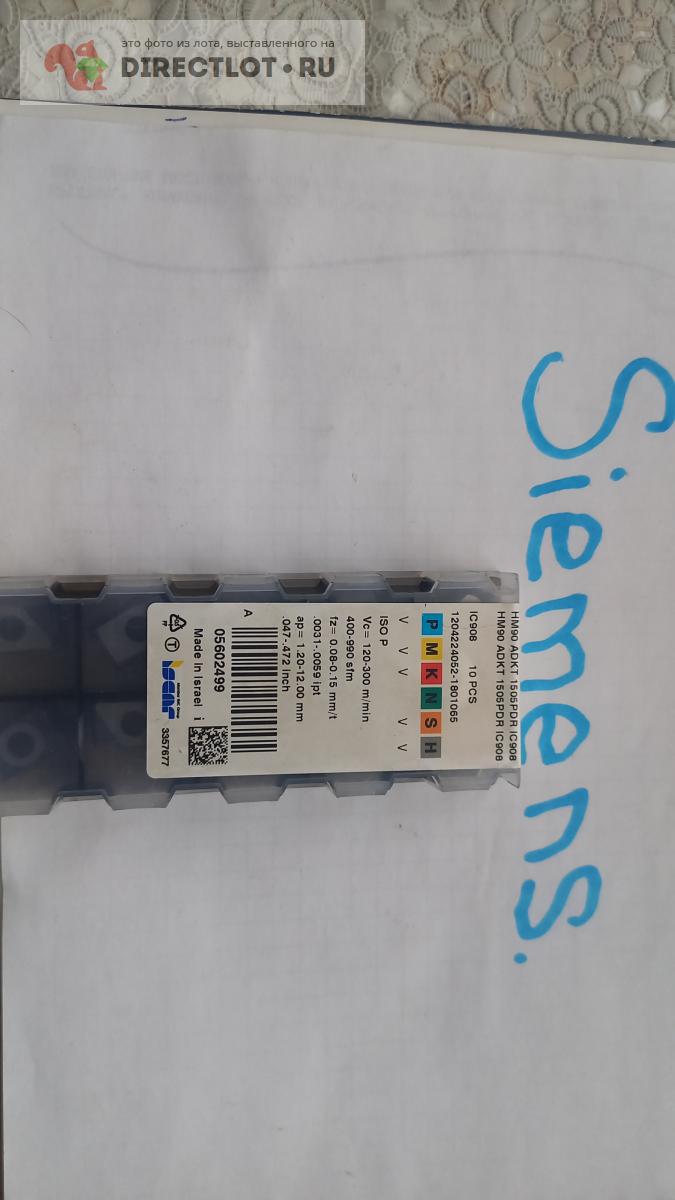 это фото из лота, выставленного на
DIRECTLOT•RU
Siemens.
HM90 ADKT 1505PDR IC908
HM90 ADKT 1505PDR IC908
IC908 10 PCS
1204224052-1801065
P M K N S H
V V V V V
ISO P
Vc= 120-300 m/min
400-990 sfm
fz= 0.08-0.15 mm/t
.0031-.0059 ipt
ap= 1.20-12.00 mm
.047-.472 inch
A
05602499
Made in Israel i
PP T ISCAR 3357677